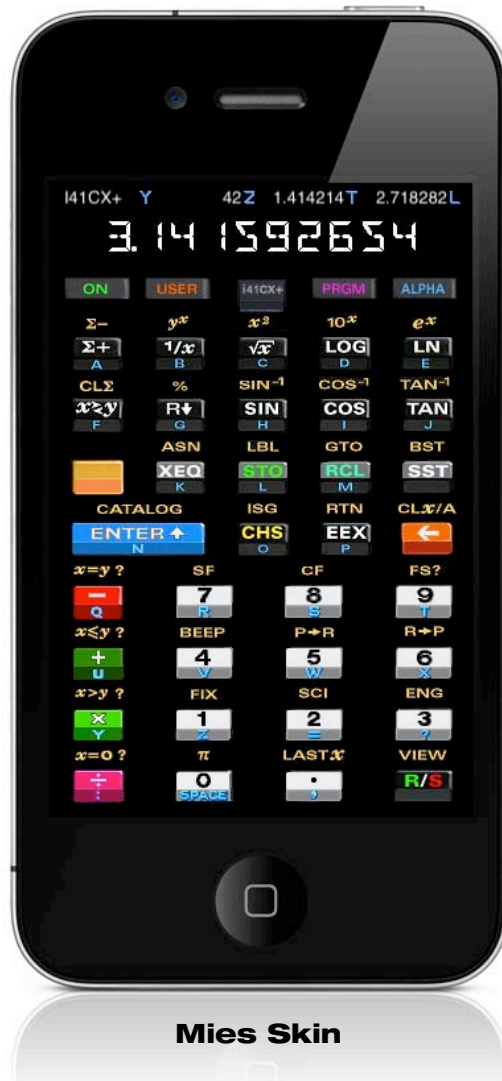 I41CX+ Y 42Z 1.414214T 2.718282L
3.141592654
ON USER i41CX+ PRGM ALPHA
Σ− yˣ x² 10ˣ eˣ
Σ+ 1/x √x LOG LN
A B C D E
CLΣ % SIN⁻¹ COS⁻¹ TAN⁻¹
x≷y R↓ SIN COS TAN
F G H I J
ASN LBL GTO BST
XEQ STO RCL SST
K L M
CATALOG ISG RTN CLx/A
ENTER↑ CHS EEX ←
N O P
x=y ? SF CF FS?
− 7 8 9
Q R S T
x≤y ? BEEP P→R R→P
+ 4 5 6
U V W X
x>y ? FIX SCI ENG
× 1 2 3
Y Z = ?
x=0 ? π LASTx VIEW
÷ 0 . R/S
: SPACE ,
Mies Skin